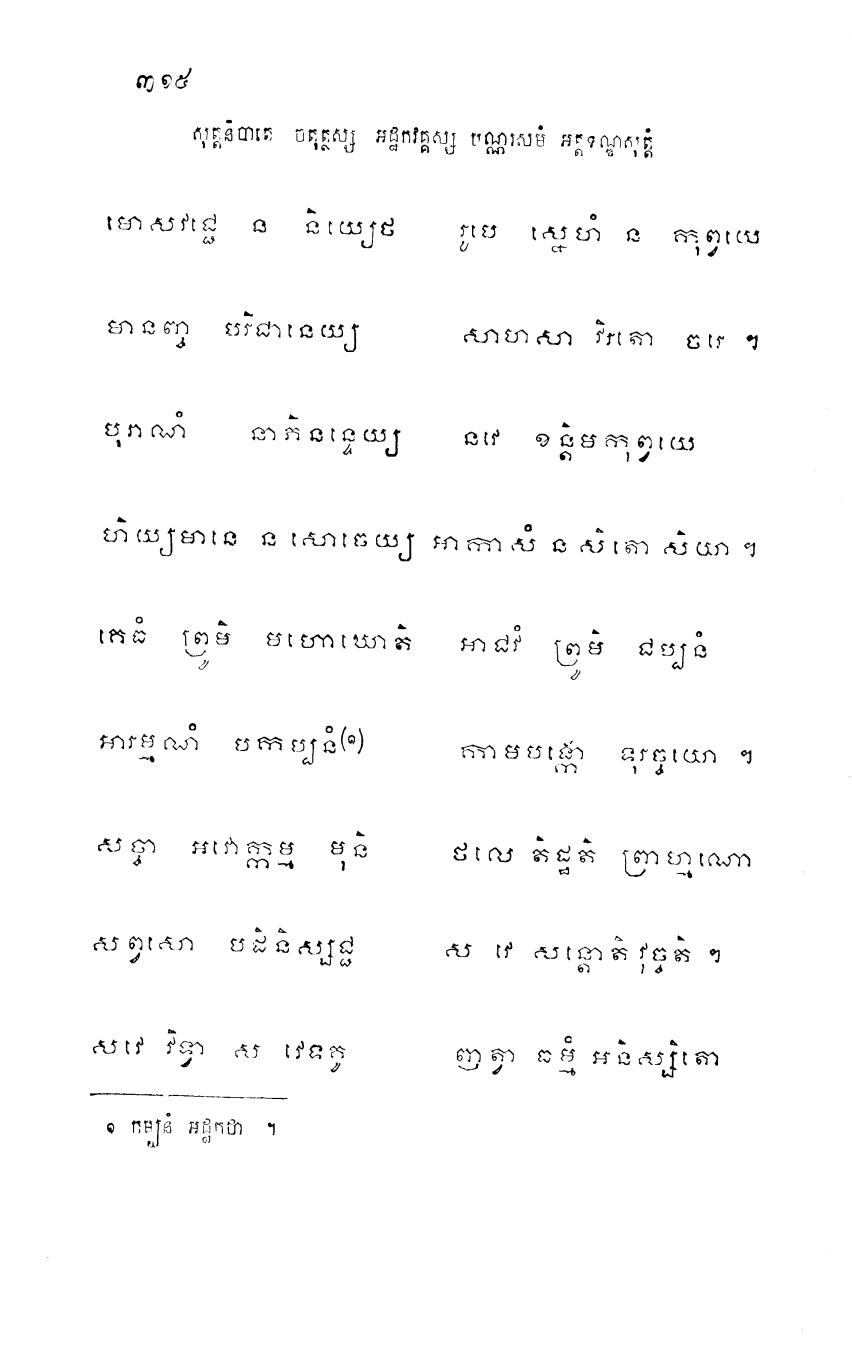 ៣១៥
សុត្តនិបាតេ ចតុត្ថស្ស អដ្ឋកវគ្គស្ស បណ្ណរសមំ អត្តទណ្ឌសុត្តំ
មោសវជ្ជេ ន និយ្យេថ រូបេ ស្នេហំ ន កុព្វយេ
មានញ្ច បរិជានេយ្យ សាហសា វិរតោ ចរេ ។
បុរាណំ នាភិនន្ទេយ្យ នវេ ខន្តិមកុព្វយេ
ហិយ្យមានេ ន សោចេយ្យ អាកាសំ ន សិតោ សិយា ។
គេធំ ព្រូមិ មហោឃោតិ អាជវំ ព្រូមិ ជប្បនំ
អារម្មណំ បកប្បនំ(១) កាមបង្កោ ទុរច្ចយោ ។
សច្ចា អវោក្កម្ម មុនិ ថលេ តិដ្ឋតិ ព្រាហ្មណោ
សព្វសោ បដិនិស្សជ្ជ ស វេ សន្តោតិ វុច្ចតិ ។
សវេ វិទ្វា ស វេទគូ ញត្វា ធម្មំ អនិស្សិតោ
១ កម្បនំ អដ្ឋកថា ។